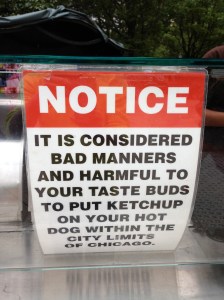 NOTICE
IT IS CONSIDERED
BAD MANNERS
AND HARMFUL TO
YOUR TASTE BUDS
TO PUT KETCHUP
ON YOUR HOT
DOG WITHIN THE
CITY LIMITS
OF CHICAGO.